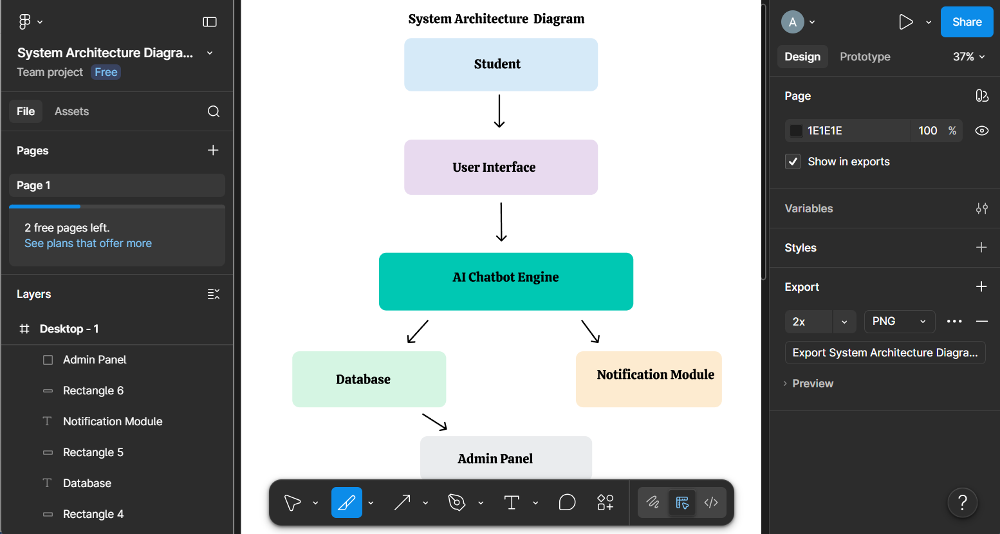 System Architecture Diagra...
Team project Free
File Assets
Pages
Page 1
2 free pages left.
See plans that offer more
Layers
Desktop - 1
Admin Panel
Rectangle 6
Notification Module
Rectangle 5
Database
Rectangle 4
System Architecture Diagram
Student
User Interface
AI Chatbot Engine
Database
Notification Module
Admin Panel
A
Share
Design Prototype 37%
Page
1E1E1E 100 %
Show in exports
Variables
Styles
Export
2x PNG
Export System Architecture Diagra...
Preview
?